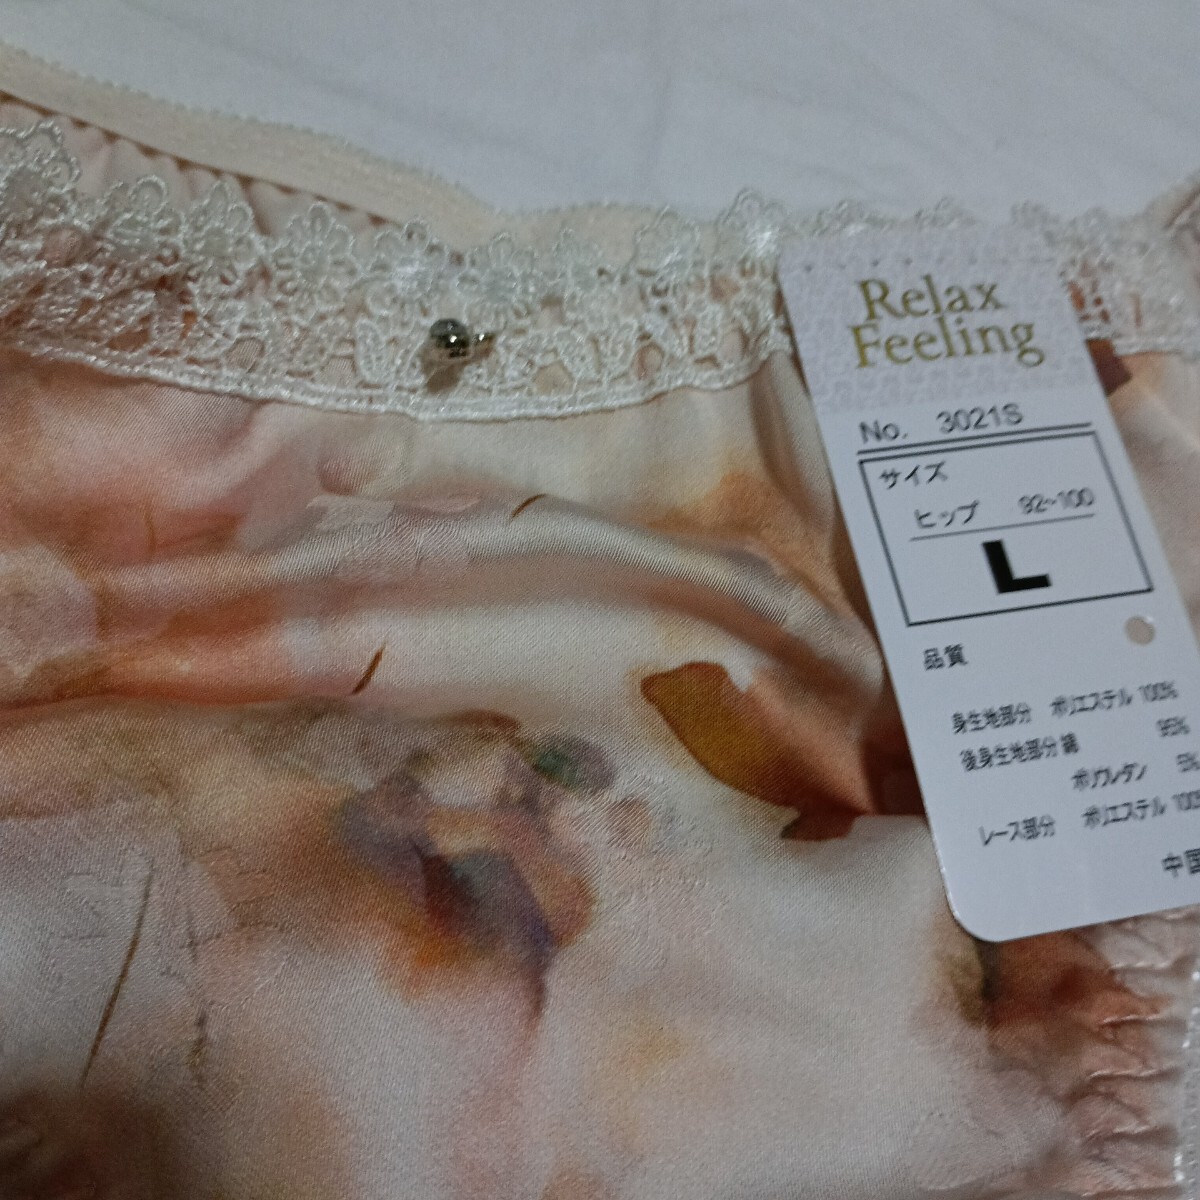 Relax
Feeling
No. 3021S
サイズ
ヒップ 92~100
L
品質
身生地部分 ポリエステル 100%
後身生地部分 綿 95%
ポリウレタン 5%
レース部分 ポリエステル 100%
中国